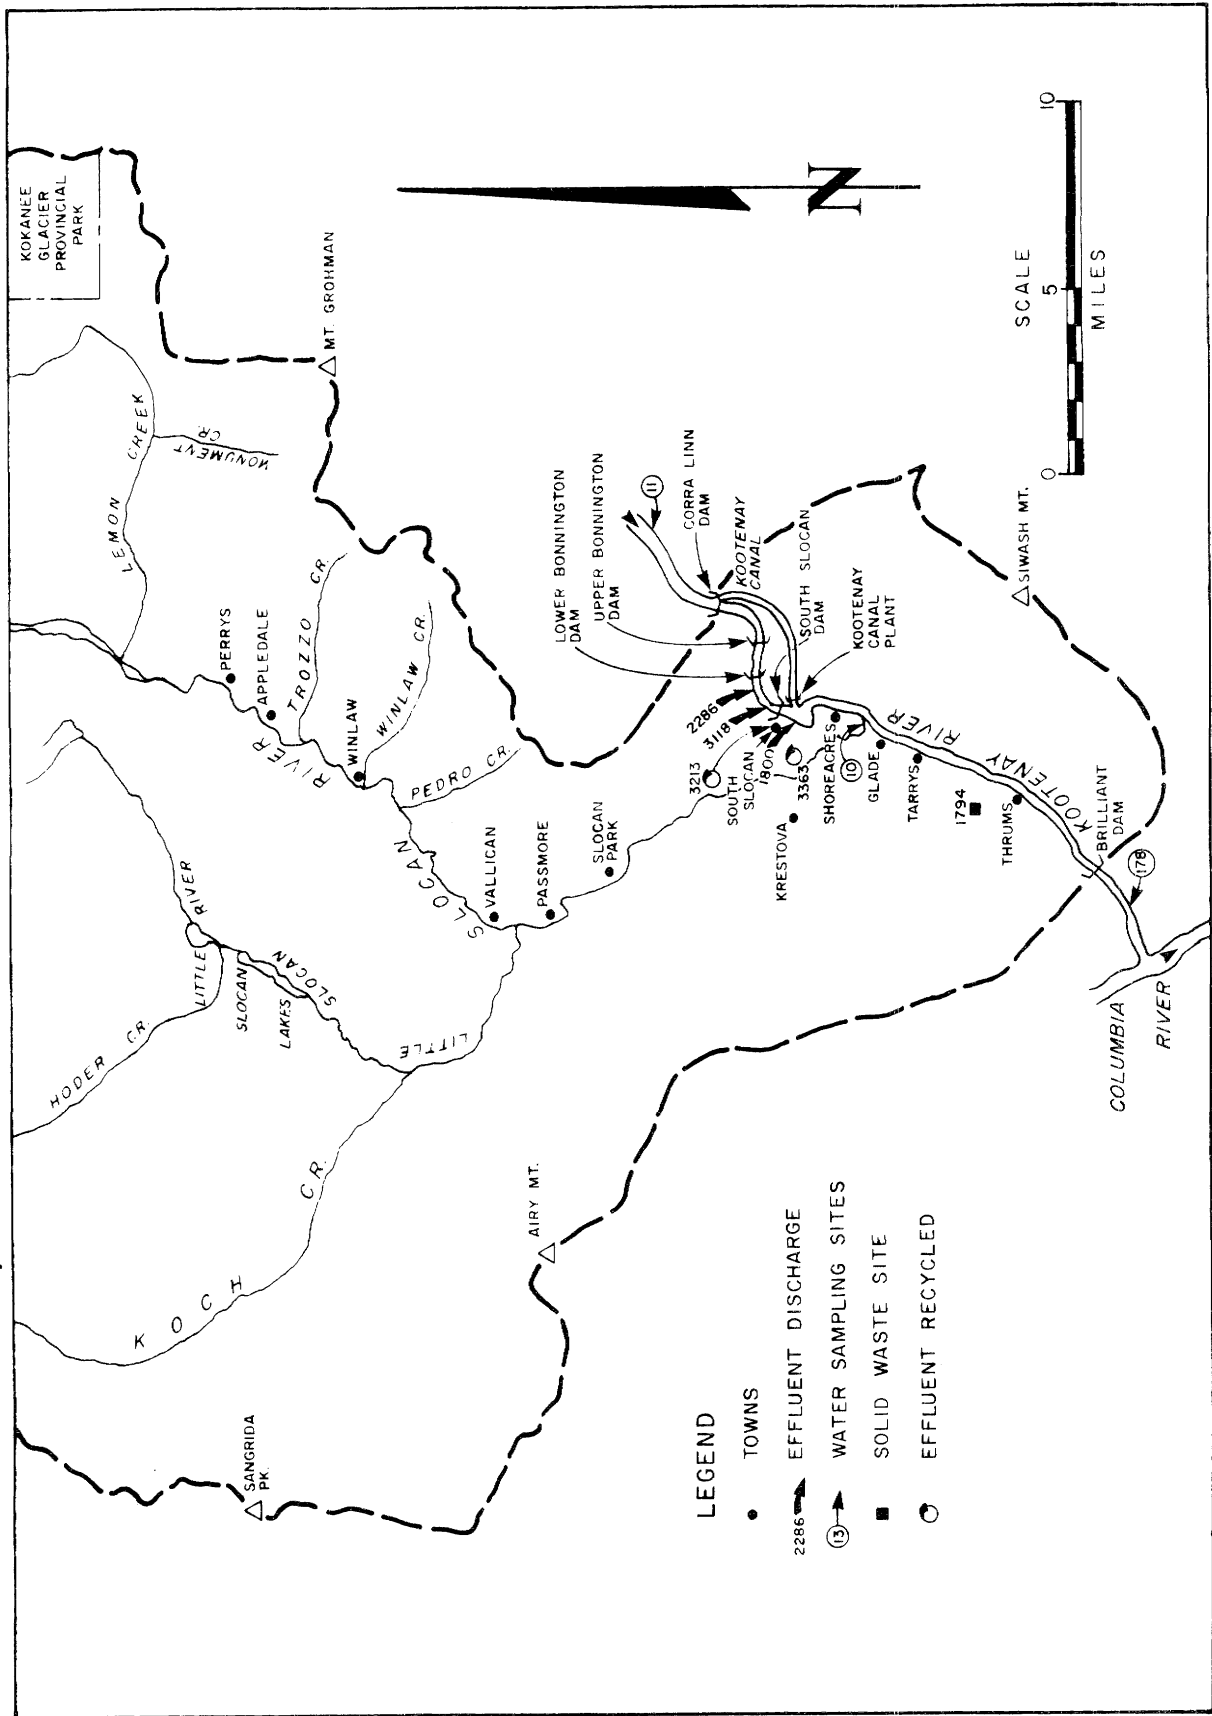 KOKANEE
GLACIER
PROVINCIAL
PARK
MT. GROHMAN
LEMON CREEK
MONUMENT CR.
PERRYS
APPLEDALE
TROZZO CR.
WINLAW
WINLAW CR.
PEDRO CR.
SLOCAN RIVER
VALLICAN
PASSMORE
SLOCAN
PARK
LITTLE SLOCAN RIVER
LITTLE
SLOCAN
LAKES
HODER CR.
KOCH CR.
SANGRIDA
PK.
AIRY MT.
LOWER BONNINGTON
DAM
UPPER BONNINGTON
DAM
11
CORRA LINN
DAM
KOOTENAY
CANAL
SOUTH SLOCAN
DAM
KOOTENAY
CANAL
PLANT
2286
3118
3213
SOUTH
SLOCAN
1800
3363
KRESTOVA
SHOREACRES
10
GLADE
TARRYS
1794
THRUMS
KOOTENAY RIVER
BRILLIANT
DAM
178
COLUMBIA
RIVER
SIWASH MT.
N
SCALE
0 5 10
MILES
LEGEND
TOWNS
2286 EFFLUENT DISCHARGE
13 WATER SAMPLING SITES
SOLID WASTE SITE
EFFLUENT RECYCLED